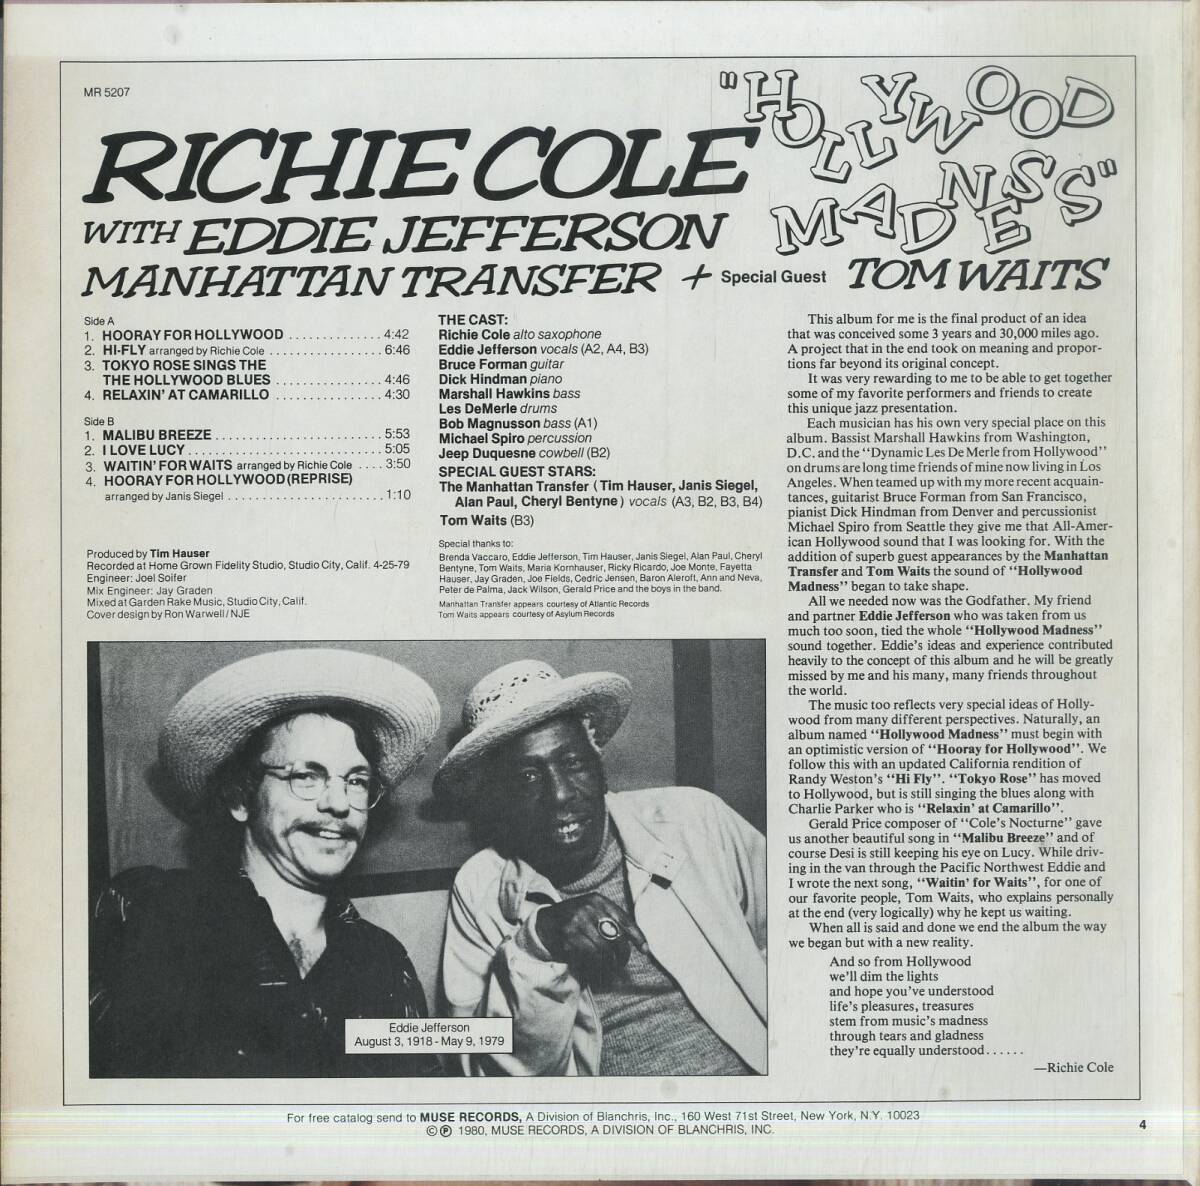 MR 5207
"HOLLYWOOD
MADNESS"
RICHIE COLE
WITH EDDIE JEFFERSON
MANHATTAN TRANSFER + Special Guest TOM WAITS
Side A
1. HOORAY FOR HOLLYWOOD .............. 4:42
2. HI-FLY arranged by Richie Cole ................. 6:46
3. TOKYO ROSE SINGS THE
THE HOLLYWOOD BLUES ................ 4:46
4. RELAXIN' AT CAMARILLO ................ 4:30
Side B
1. MALIBU BREEZE ......................... 5:53
2. I LOVE LUCY ............................. 5:05
3. WAITIN' FOR WAITS arranged by Richie Cole .... 3:50
4. HOORAY FOR HOLLYWOOD (REPRISE)
arranged by Janis Siegel ....................... 1:10
Produced by Tim Hauser
Recorded at Home Grown Fidelity Studio, Studio City, Calif. 4-25-79
Engineer: Joel Soifer
Mix Engineer: Jay Graden
Mixed at Garden Rake Music, Studio City, Calif.
Cover design by Ron Warwell/NJE
THE CAST:
Richie Cole alto saxophone
Eddie Jefferson vocals (A2, A4, B3)
Bruce Forman guitar
Dick Hindman piano
Marshall Hawkins bass
Les DeMerle drums
Bob Magnusson bass (A1)
Michael Spiro percussion
Jeep Duquesne cowbell (B2)
SPECIAL GUEST STARS:
The Manhattan Transfer (Tim Hauser, Janis Siegel,
Alan Paul, Cheryl Bentyne) vocals (A3, B2, B3, B4)
Tom Waits (B3)
Special thanks to:
Brenda Vaccaro, Eddie Jefferson, Tim Hauser, Janis Siegel, Alan Paul, Cheryl
Bentyne, Tom Waits, Maria Kornhauser, Ricky Ricardo, Joe Monte, Fayetta
Hauser, Jay Graden, Joe Fields, Cedric Jensen, Baron Aleroft, Ann and Neva,
Peter de Palma, Jack Wilson, Gerald Price and the boys in the band.
Manhattan Transfer appears courtesy of Atlantic Records
Tom Waits appears courtesy of Asylum Records
This album for me is the final product of an idea
that was conceived some 3 years and 30,000 miles ago.
A project that in the end took on meaning and propor-
tions far beyond its original concept.
It was very rewarding to me to be able to get together
some of my favorite performers and friends to create
this unique jazz presentation.
Each musician has his own very special place on this
album. Bassist Marshall Hawkins from Washington,
D.C. and the "Dynamic Les De Merle from Hollywood"
on drums are long time friends of mine now living in Los
Angeles. When teamed up with my more recent acquain-
tances, guitarist Bruce Forman from San Francisco,
pianist Dick Hindman from Denver and percussionist
Michael Spiro from Seattle they give me that All-Amer-
ican Hollywood sound that I was looking for. With the
addition of superb guest appearances by the Manhattan
Transfer and Tom Waits the sound of "Hollywood
Madness" began to take shape.
All we needed now was the Godfather. My friend
and partner Eddie Jefferson who was taken from us
much too soon, tied the whole "Hollywood Madness"
sound together. Eddie's ideas and experience contributed
heavily to the concept of this album and he will be greatly
missed by me and his many, many friends throughout
the world.
The music too reflects very special ideas of Holly-
wood from many different perspectives. Naturally, an
album named "Hollywood Madness" must begin with
an optimistic version of "Hooray for Hollywood". We
follow this with an updated California rendition of
Randy Weston's "Hi Fly". "Tokyo Rose" has moved
to Hollywood, but is still singing the blues along with
Charlie Parker who is "Relaxin' at Camarillo".
Gerald Price composer of "Cole's Nocturne" gave
us another beautiful song in "Malibu Breeze" and of
course Desi is still keeping his eye on Lucy. While driv-
ing in the van through the Pacific Northwest Eddie and
I wrote the next song, "Waitin' for Waits", for one of
our favorite people, Tom Waits, who explains personally
at the end (very logically) why he kept us waiting.
When all is said and done we end the album the way
we began but with a new reality.
And so from Hollywood
we'll dim the lights
and hope you've understood
life's pleasures, treasures
stem from music's madness
through tears and gladness
they're equally understood......
—Richie Cole
Eddie Jefferson
August 3, 1918 - May 9, 1979
For free catalog send to MUSE RECORDS, A Division of Blanchris, Inc., 160 West 71st Street, New York, N.Y. 10023
©℗ 1980, MUSE RECORDS, A DIVISION OF BLANCHRIS, INC.
4